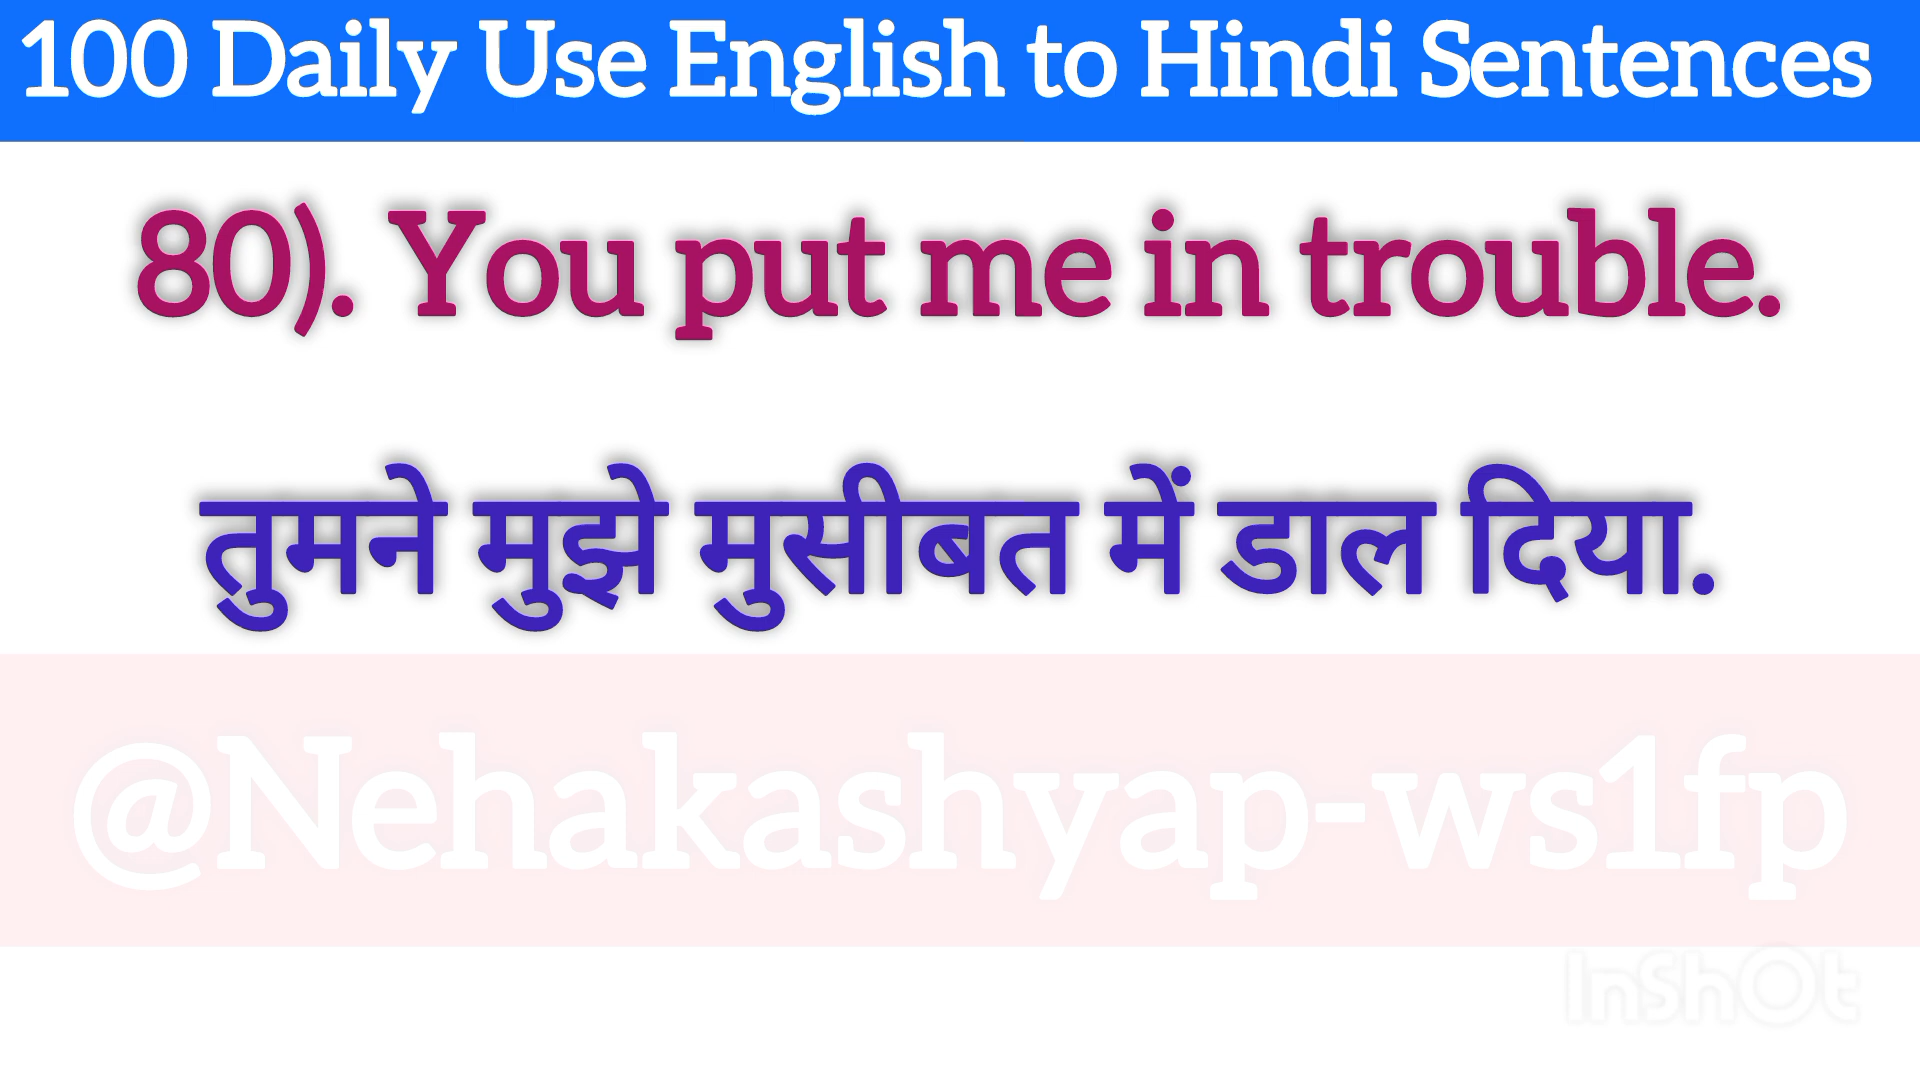 100 Daily Use English to Hindi Sentences
80). You put me in trouble.
तुमने मुझे मुसीबत में डाल दिया.
@Nehakashyap-ws1fp
InShOt